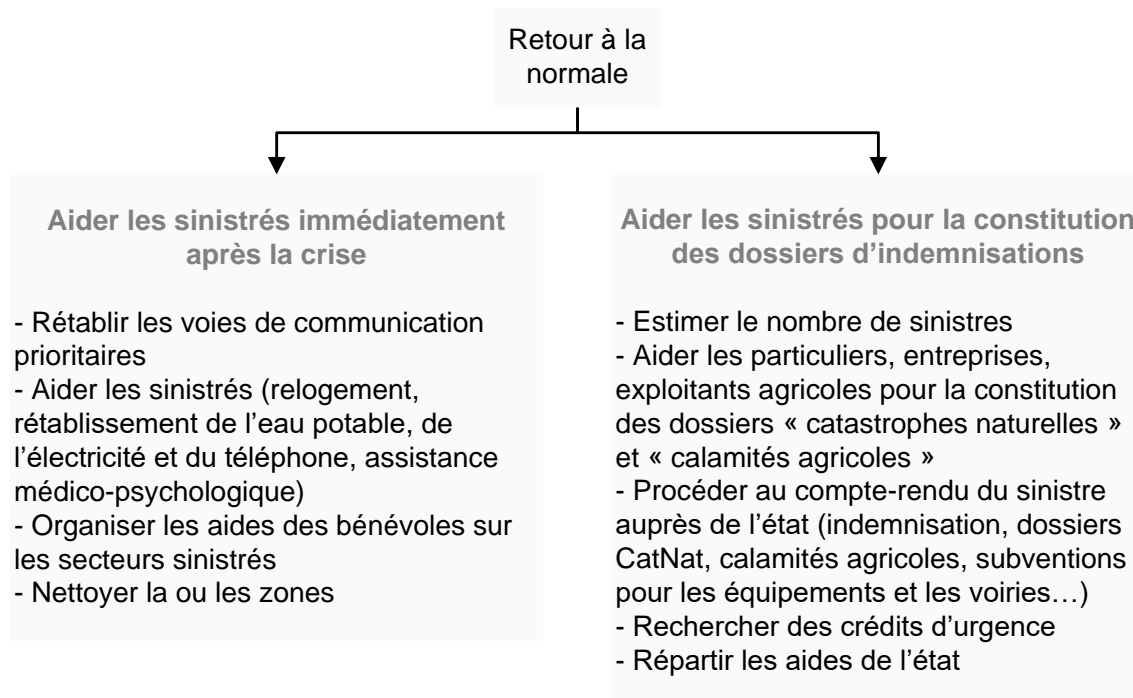 Retour à la
normale
Aider les sinistrés immédiatement
après la crise
- Rétablir les voies de communication
prioritaires
- Aider les sinistrés (relogement,
rétablissement de l’eau potable, de
l’électricité et du téléphone, assistance
médico-psychologique)
- Organiser les aides des bénévoles sur
les secteurs sinistrés
- Nettoyer la ou les zones
Aider les sinistrés pour la constitution
des dossiers d’indemnisations
- Estimer le nombre de sinistres
- Aider les particuliers, entreprises,
exploitants agricoles pour la constitution
des dossiers « catastrophes naturelles »
et « calamités agricoles »
- Procéder au compte-rendu du sinistre
auprès de l’état (indemnisation, dossiers
CatNat, calamités agricoles, subventions
pour les équipements et les voiries…)
- Rechercher des crédits d’urgence
- Répartir les aides de l’état